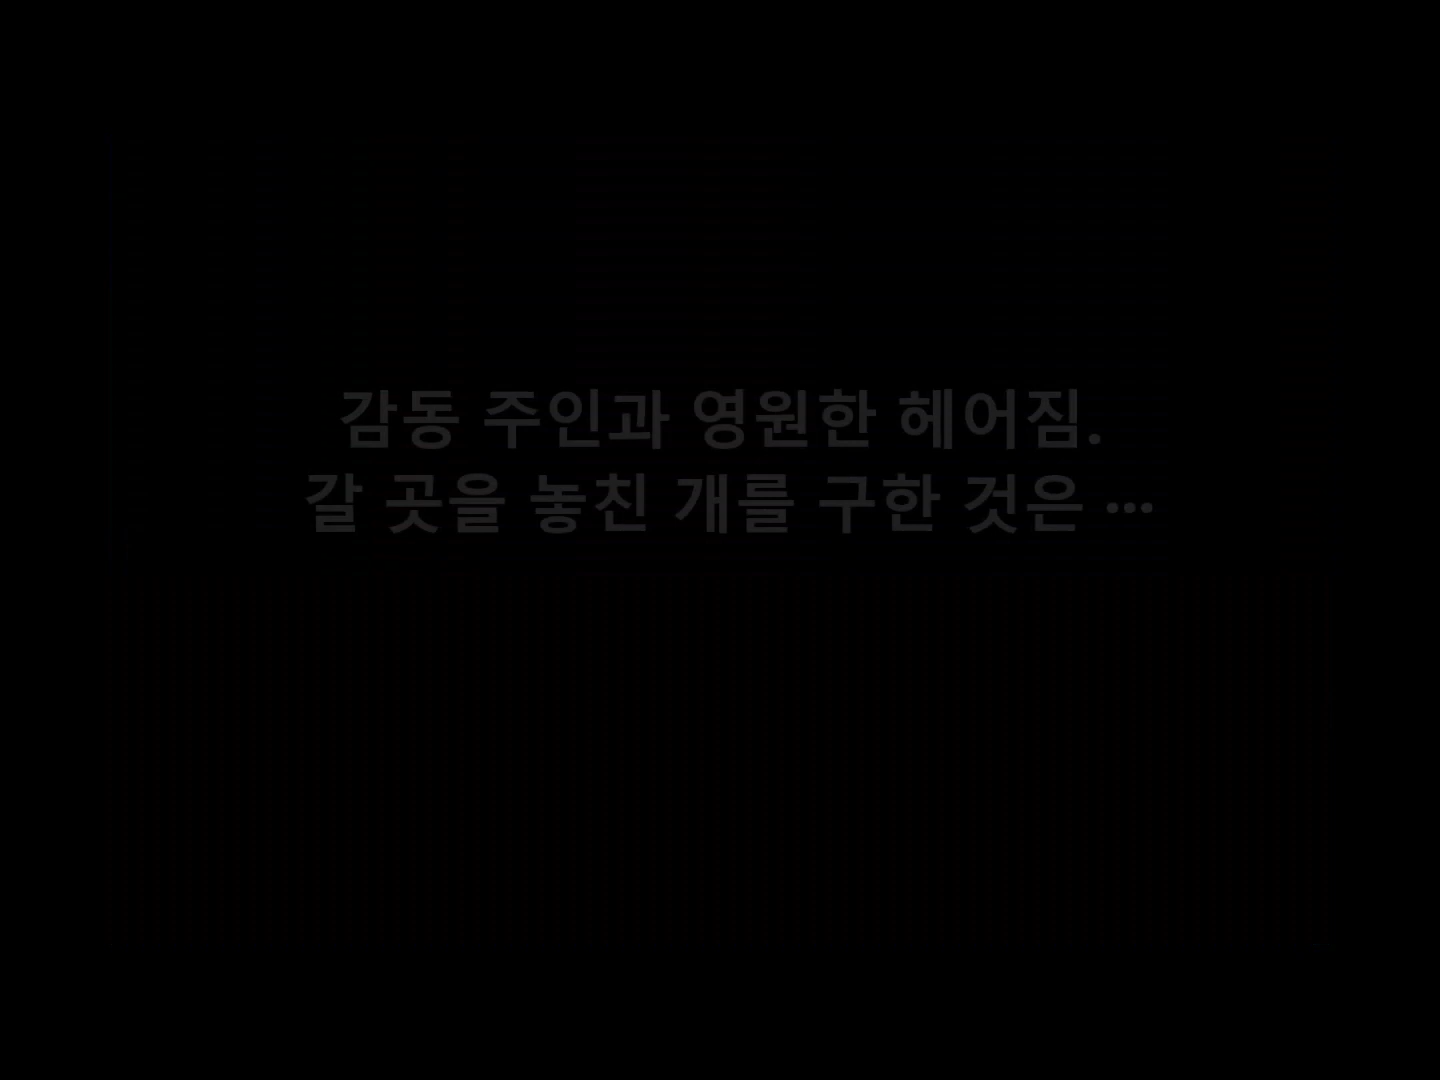 감동 주인과 영원한 헤어짐.
갈 곳을 놓친 개를 구한 것은 …